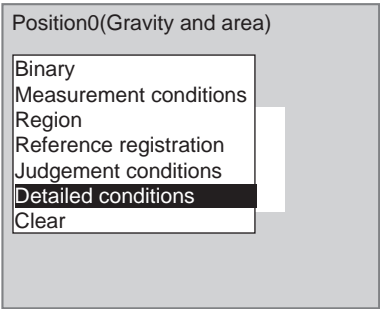 Position0(Gravity and area)
Binary
Measurement conditions
Region
Reference registration
Judgement conditions
Detailed conditions
Clear